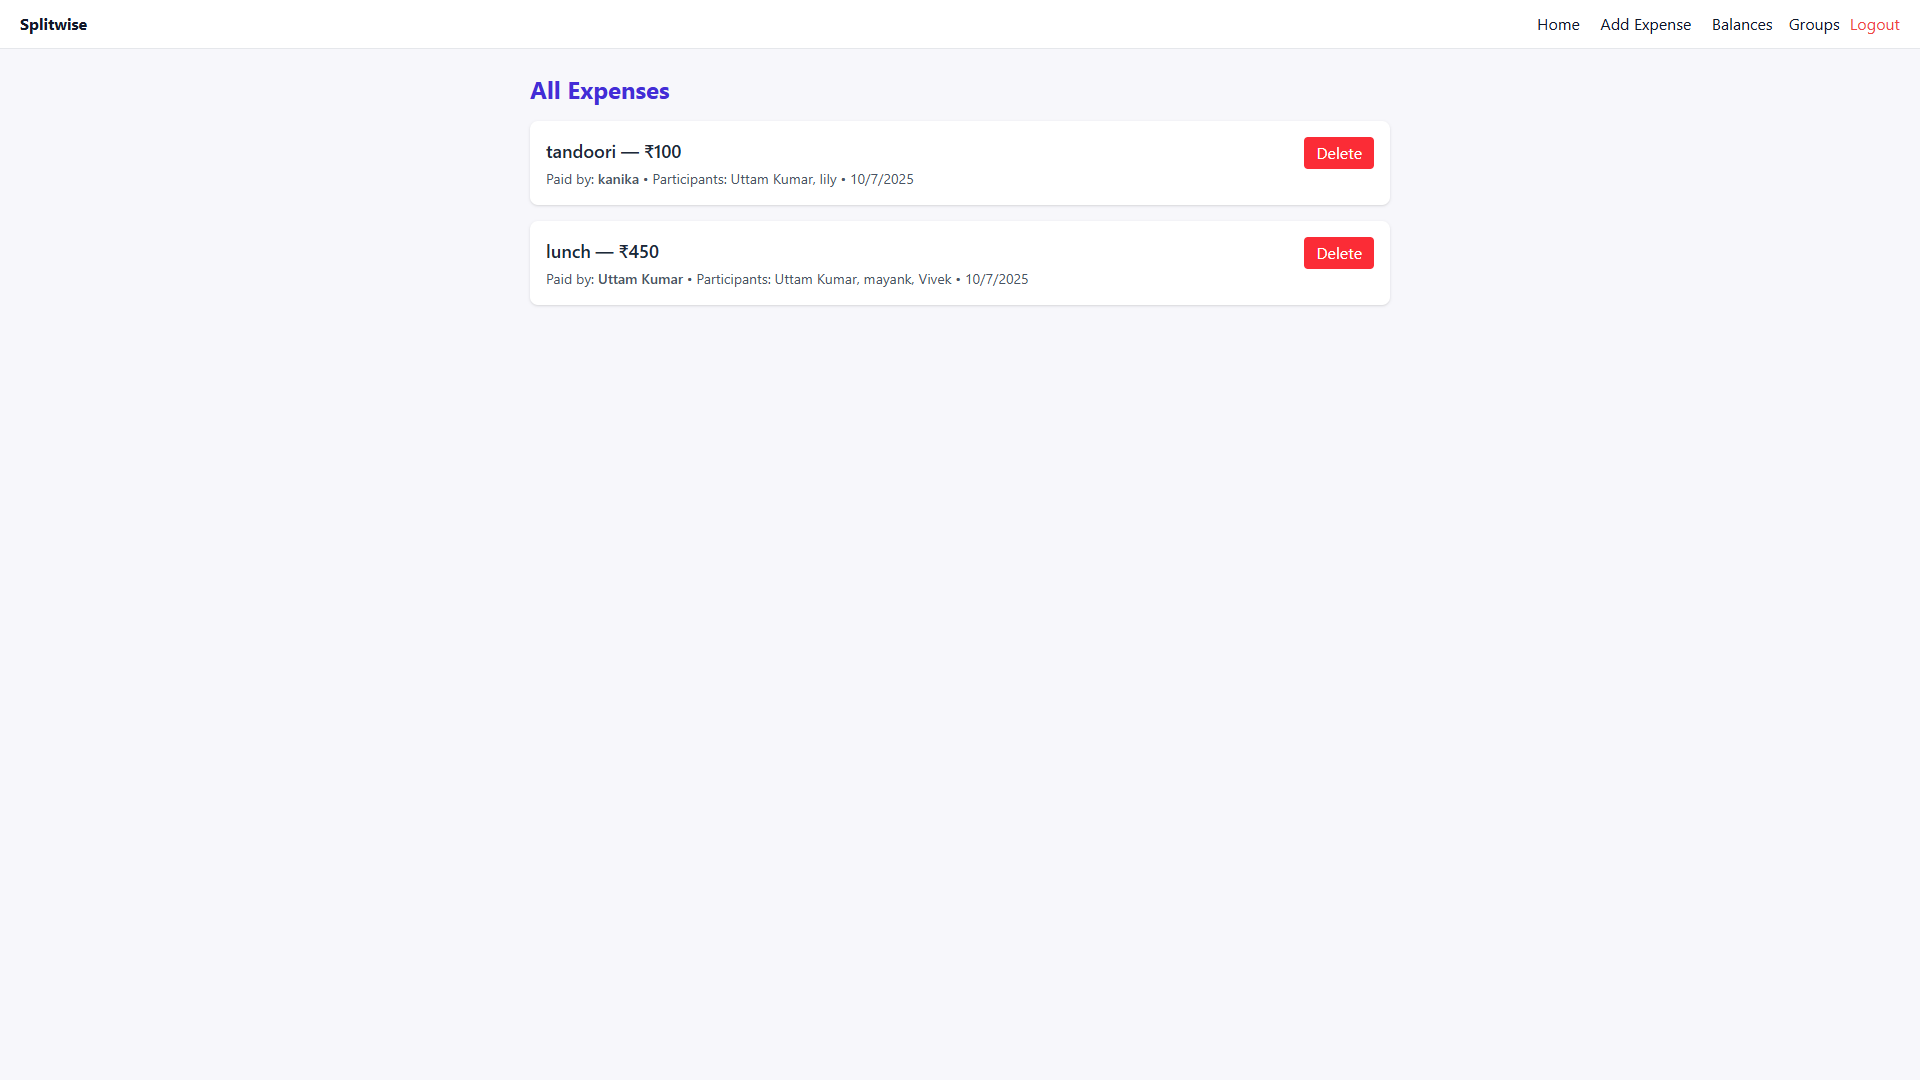 Splitwise
Home Add Expense Balances Groups Logout
All Expenses
tandoori — ₹100
Delete
Paid by: kanika • Participants: Uttam Kumar, lily • 10/7/2025
lunch — ₹450
Delete
Paid by: Uttam Kumar • Participants: Uttam Kumar, mayank, Vivek • 10/7/2025